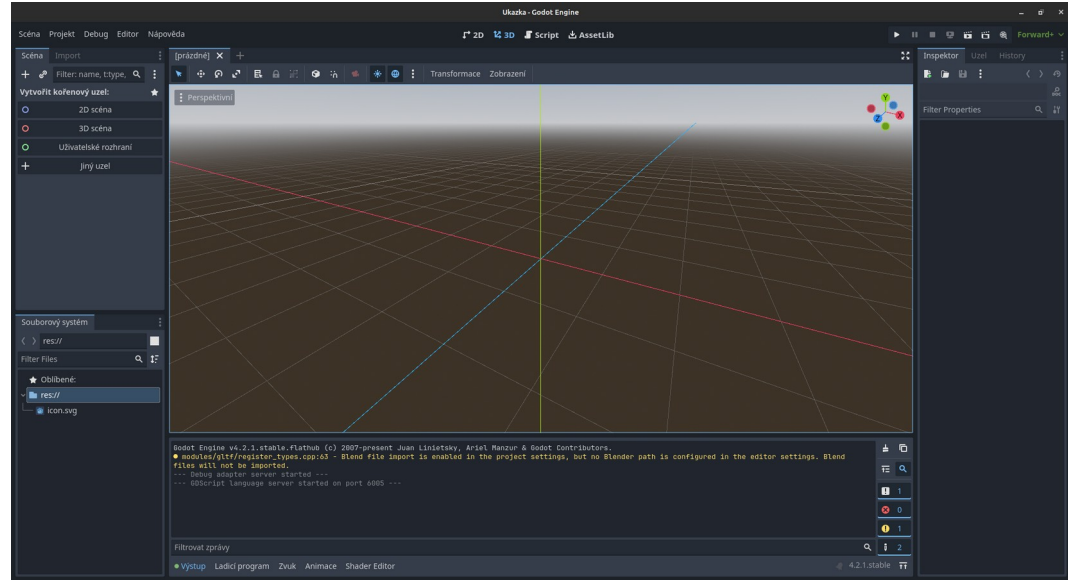 Ukazka - Godot Engine
Scéna Projekt Debug Editor Nápověda
2D 3D Script AssetLib
Forward+
Scéna Import
Filter: name, t:type,
Vytvořit kořenový uzel:
2D scéna
3D scéna
Uživatelské rozhraní
Jiný uzel
Souborový systém
res://
Filter Files
Oblíbené:
res://
icon.svg
[prázdné]
Transformace Zobrazení
Perspektivní
Y
X
Z
Godot Engine v4.2.1.stable.flathub (c) 2007-present Juan Linietsky, Ariel Manzur & Godot Contributors.
modules/gltf/register_types.cpp:63 - Blend file import is enabled in the project settings, but no Blender path is configured in the editor settings. Blend
files will not be imported.
--- Debug adapter server started ---
--- GDScript language server started on port 6005 ---
1
0
1
2
Filtrovat zprávy
Výstup Ladicí program Zvuk Animace Shader Editor
4.2.1.stable
Inspektor Uzel History
Filter Properties